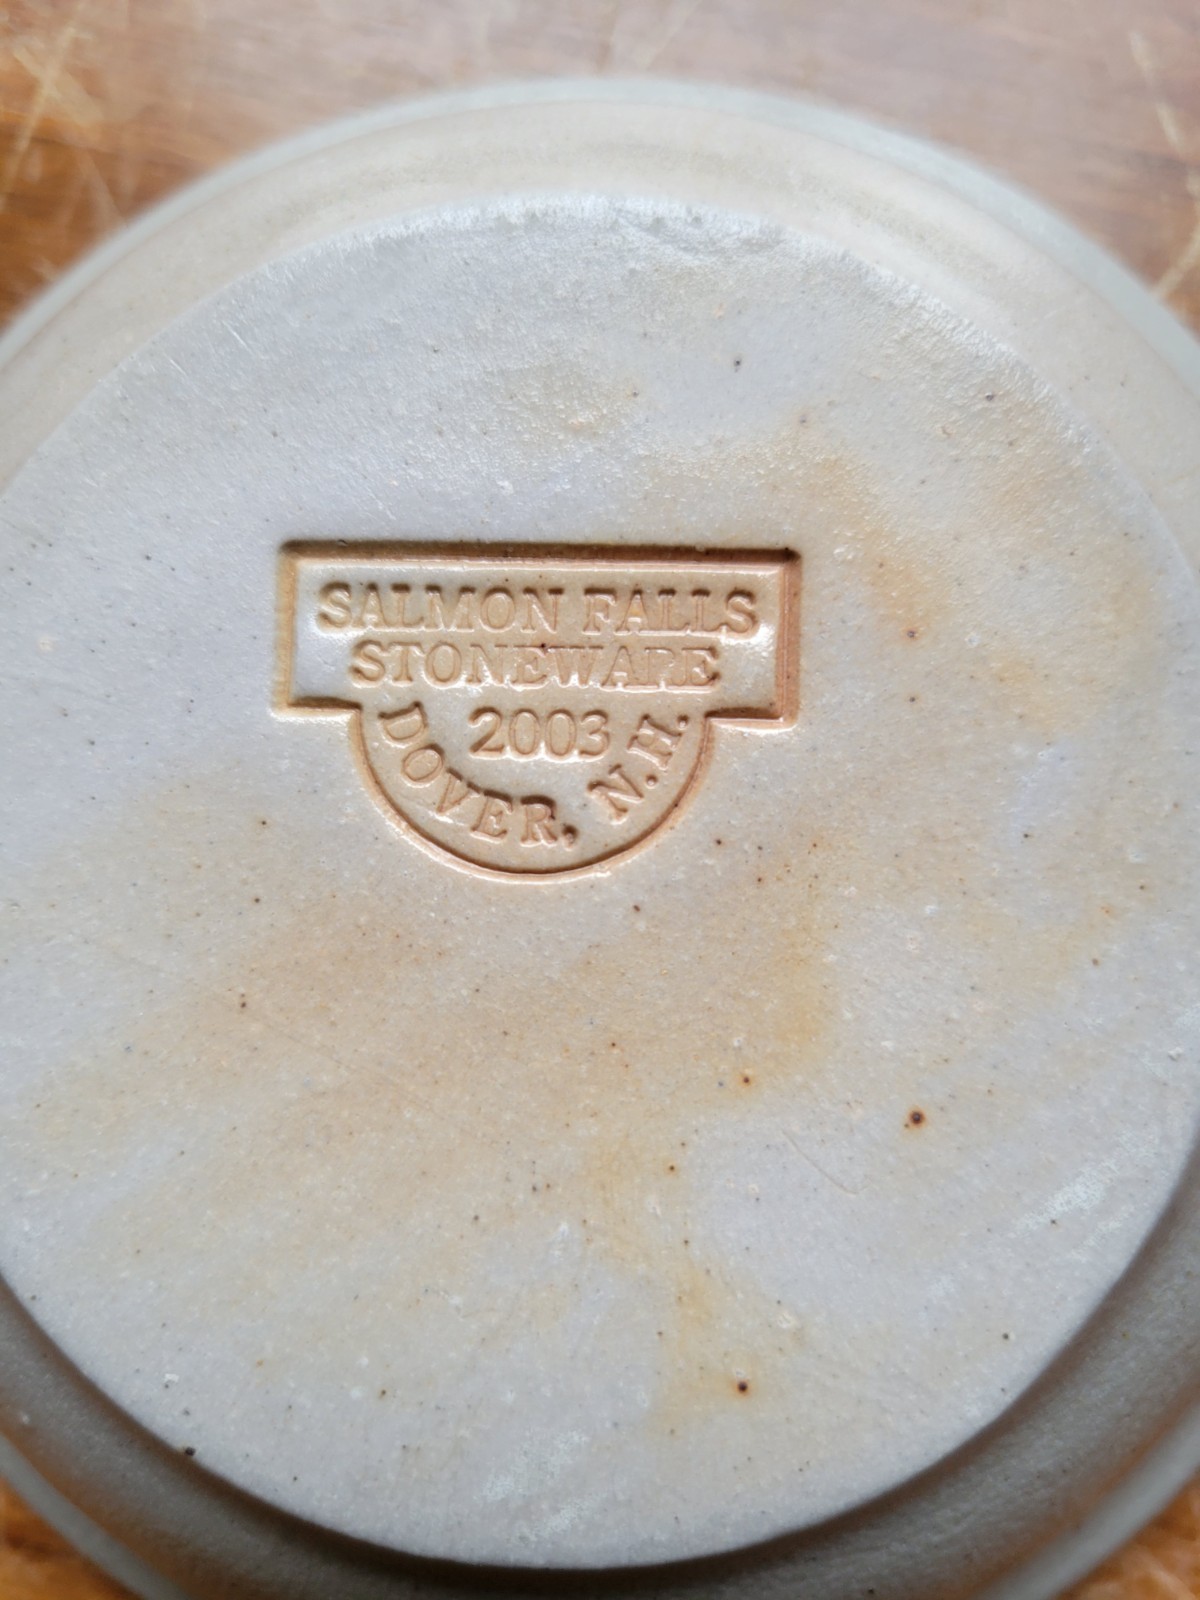 SALMON FALLS
STONEWARE
2003
DOVER, N.H.